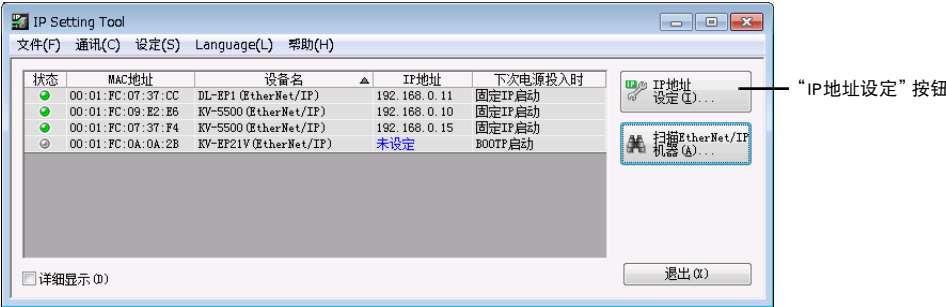 IP Setting Tool
文件(F) 通讯(C) 设定(S) Language(L) 帮助(H)
状态 MAC地址 设备名 IP地址 下次电源投入时
00:01:FC:07:37:CC DL-EP1(EtherNet/IP) 192.168.0.11 固定IP启动
00:01:FC:09:E2:E6 KV-5500(EtherNet/IP) 192.168.0.10 固定IP启动
00:01:FC:07:37:F4 KV-5500(EtherNet/IP) 192.168.0.15 固定IP启动
00:01:FC:0A:0A:2B KV-EP21V(EtherNet/IP) 未设定 BOOTP启动
IP地址
设定(I)...
“IP地址设定”按钮
扫描EtherNet/IP
机器(A)...
详细显示(D)
退出(X)